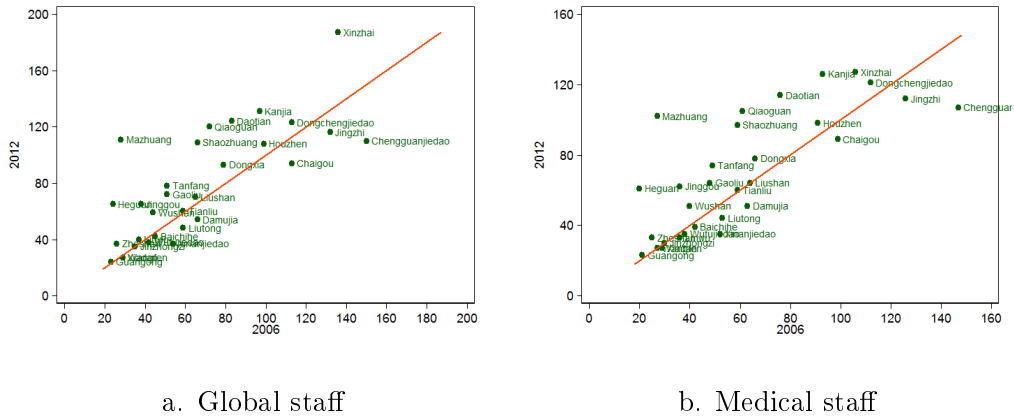 200
160
120
80
40
0
2012
0 20 40 60 80 100 120 140 160 180 200
2006
Xinzhai
Kanjia
Daotian
Dongchengjiedao
Qiaoguan
Jingzhi
Mazhuang
Shaozhuang
Houzhen
Chengguanjiedao
Dongxia
Chaigou
Tanfang
Gaoliu
Liushan
Heguan
Jinggou
Wushan
Tianliu
Damujia
Liutong
Baichihe
Jinzhongzi
Guangong
160
120
80
40
0
2012
0 20 40 60 80 100 120 140 160
2006
Kanjia
Xinzhai
Dongchengjiedao
Daotian
Jingzhi
Chengguan
Qiaoguan
Mazhuang
Shaozhuang
Houzhen
Chaigou
Dongxia
Tanfang
Gaoliu
Liushan
Heguan
Jinggou
Tianliu
Wushan
Damujia
Liutong
Baichihe
Guangong
a. Global staff
b. Medical staff